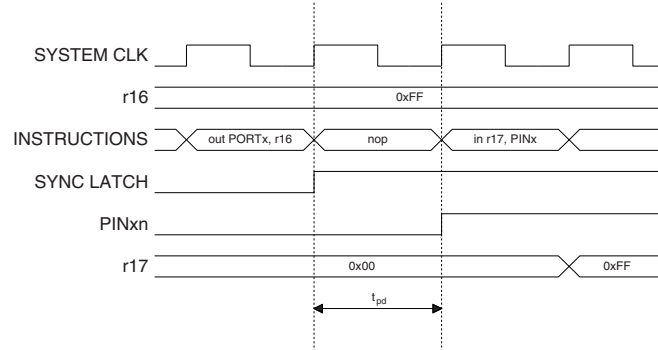 SYSTEM CLK
r16
0xFF
INSTRUCTIONS
out PORTx, r16
nop
in r17, PINx
SYNC LATCH
PINxn
r17
0x00
0xFF
tpd